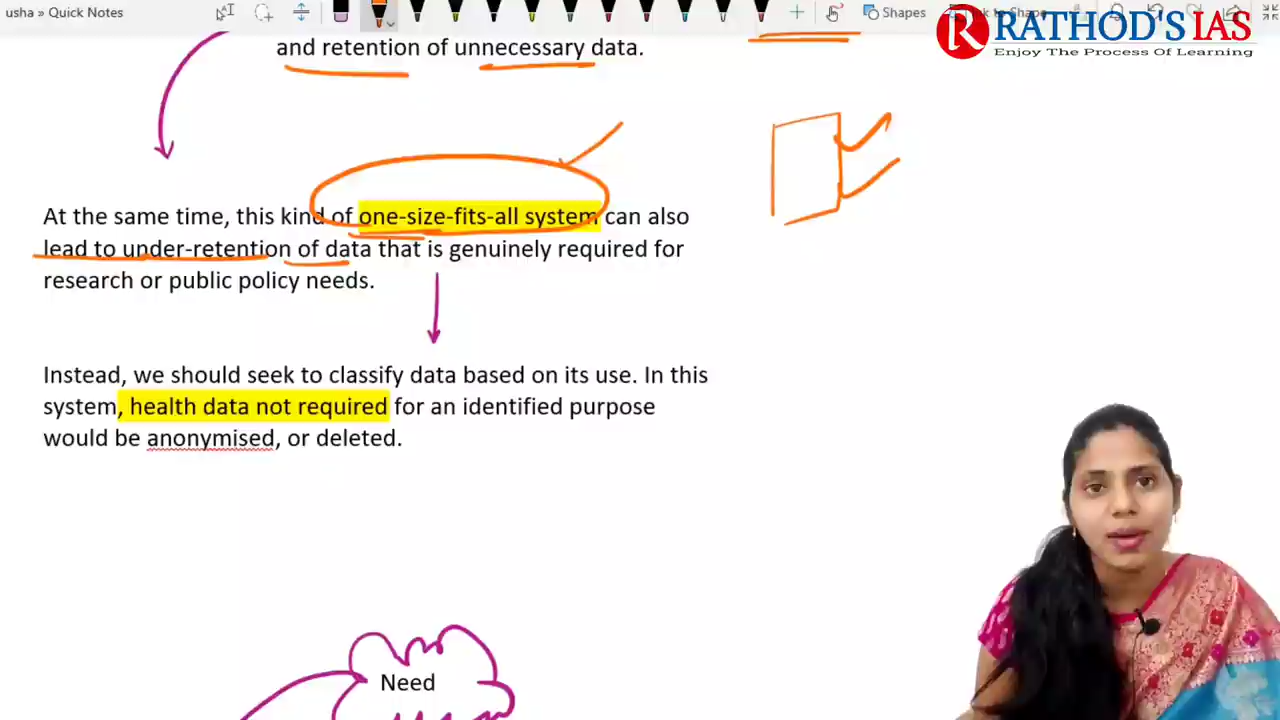 usha » Quick Notes
Shapes
to Shape
RATHOD'S IAS
Enjoy The Process Of Learning
and retention of unnecessary data.
At the same time, this kind of one-size-fits-all system can also
lead to under-retention of data that is genuinely required for
research or public policy needs.
Instead, we should seek to classify data based on its use. In this
system, health data not required for an identified purpose
would be anonymised, or deleted.
Need